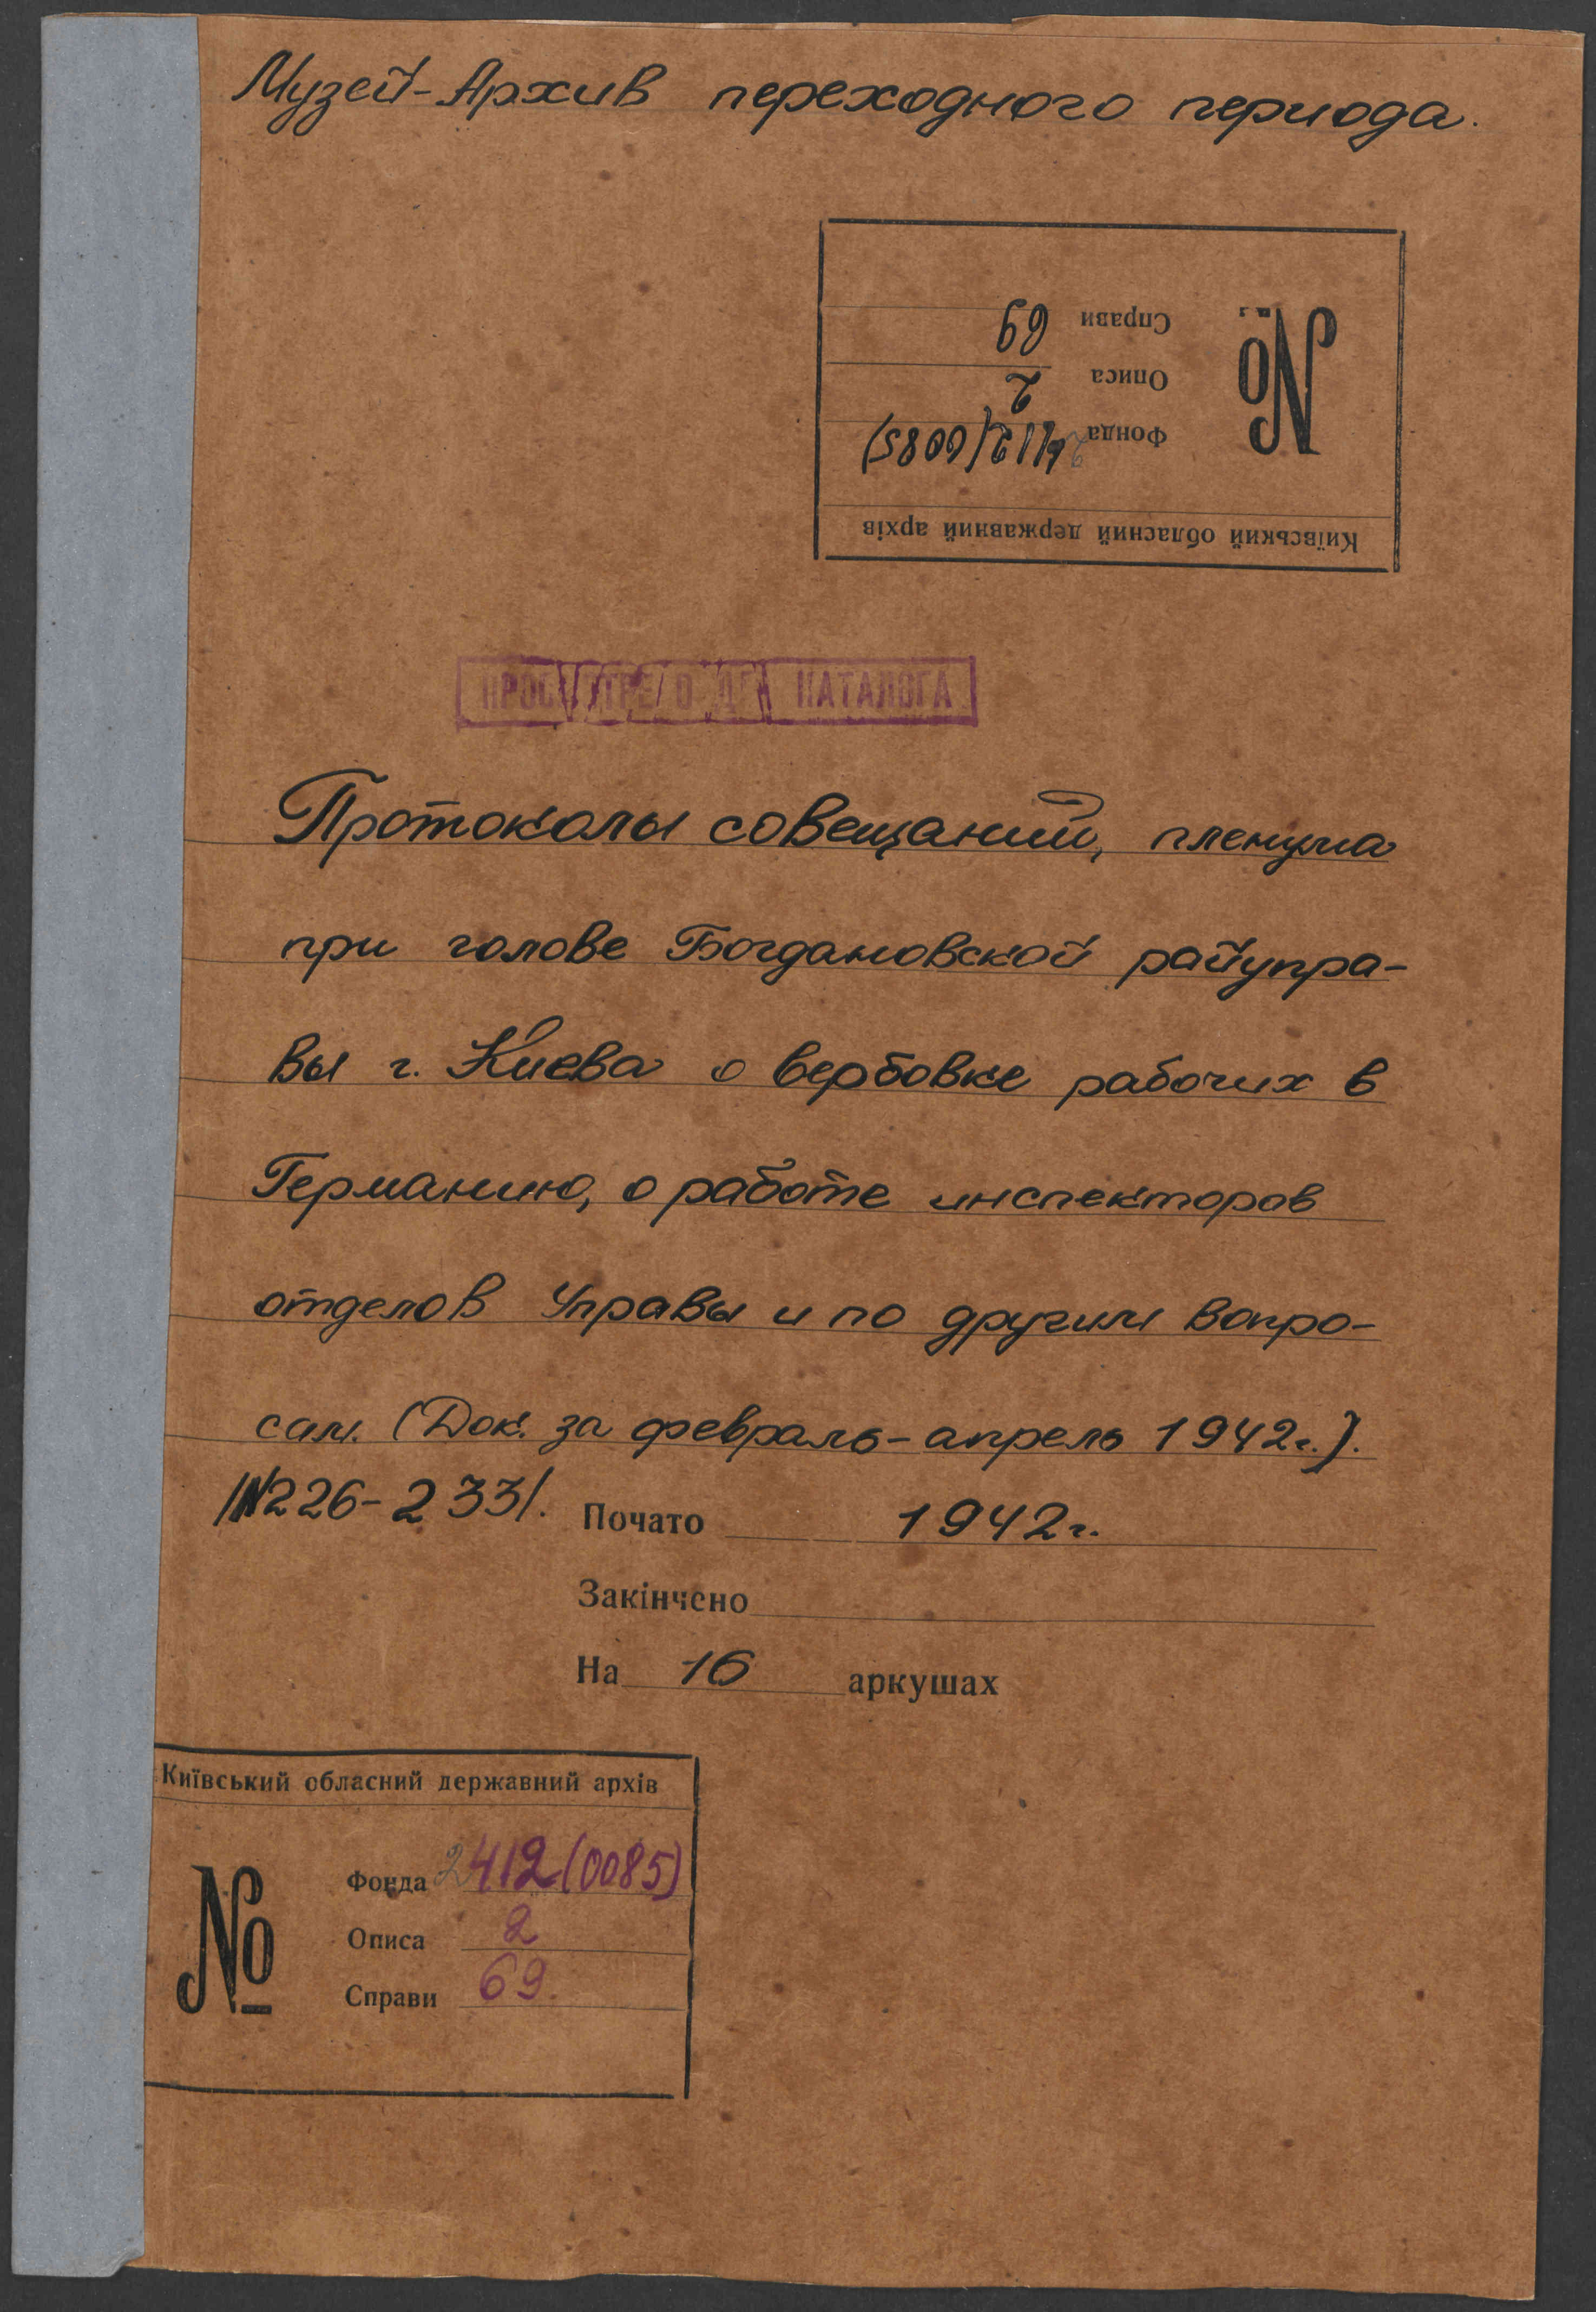 Музей-Архив переходного периода.
Київський обласний державний архів
№
Фонда 2412(0085)
Описа 2
Справи 69
ПРОСМОТРЕНО ДЛЯ КАТАЛОГА
Протоколы совещаний, пленума
при голове Богдановской райупра-
вы г. Киева о вербовке рабочих в
Германию, о работе инспекторов
отделов Управы и по другим вопро-
сам. (Док. за февраль-апрель 1942г.).
/№226-233/.
Почато 1942г.
Закінчено
На 16 аркушах
Київський обласний державний архів
№
Фонда 2412(0085)
Описа 2
Справи 69